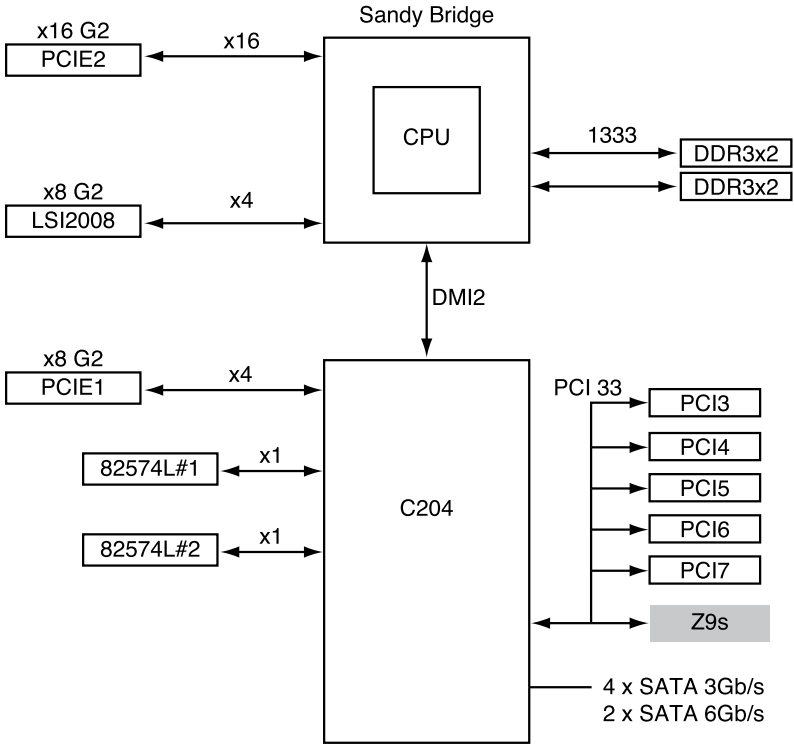 Sandy Bridge
x16 G2
PCIE2
x16
CPU
1333
DDR3x2
DDR3x2
x8 G2
LSI2008
x4
DMI2
x8 G2
PCIE1
x4
82574L#1
x1
82574L#2
x1
C204
PCI 33
PCI3
PCI4
PCI5
PCI6
PCI7
Z9s
4 x SATA 3Gb/s
2 x SATA 6Gb/s